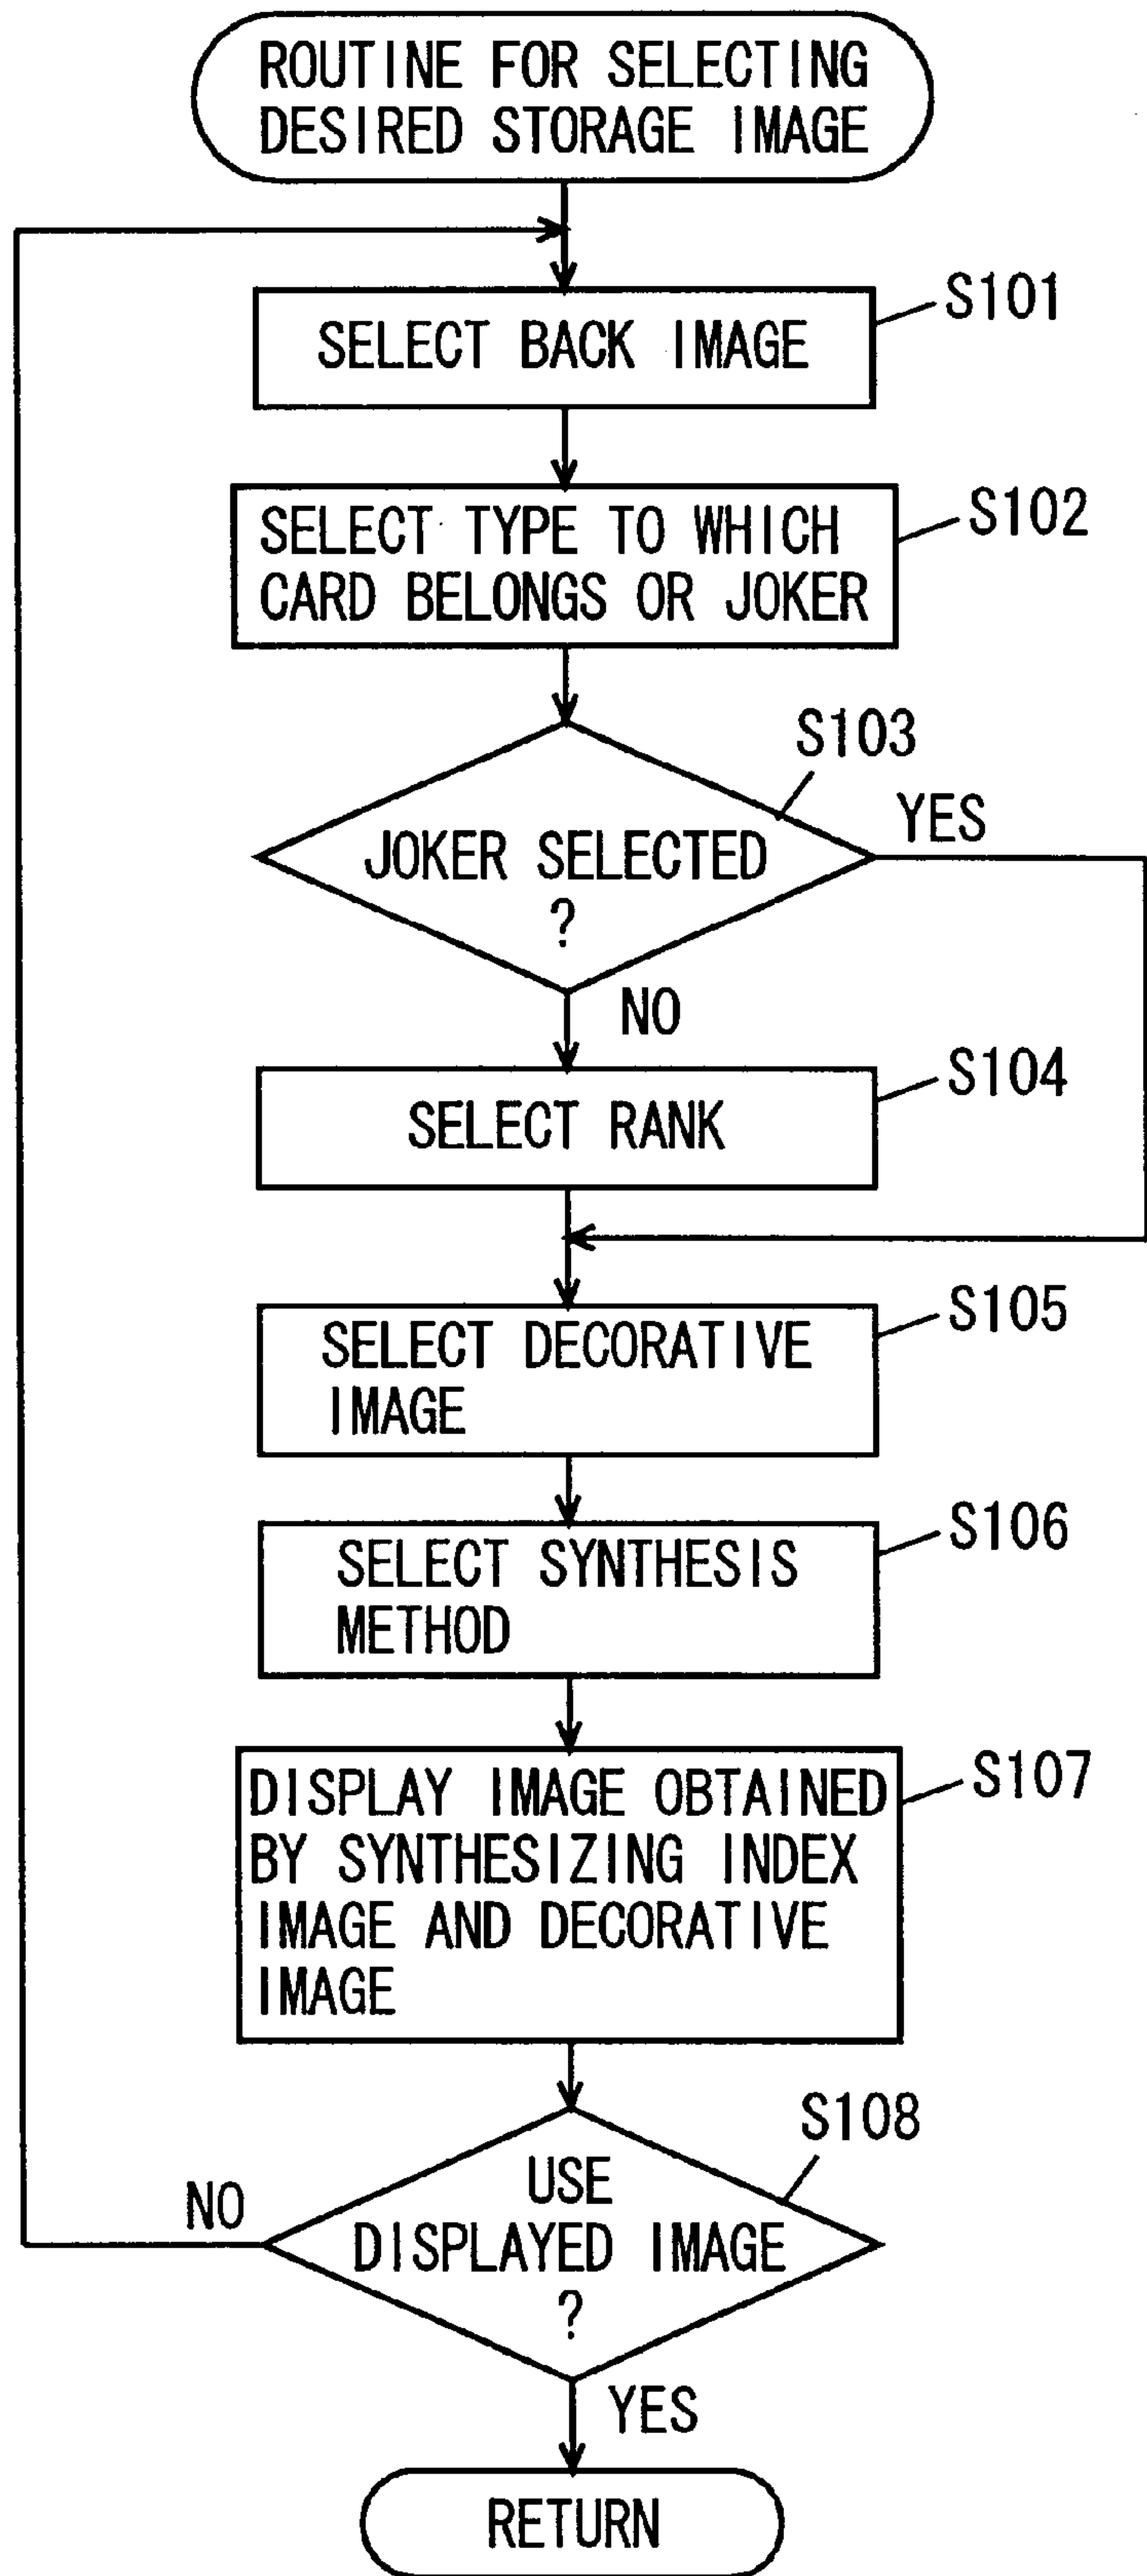 ROUTINE FOR SELECTING
DESIRED STORAGE IMAGE
S101
SELECT BACK IMAGE
S102
SELECT TYPE TO WHICH
CARD BELONGS OR JOKER
S103
YES
JOKER SELECTED
?
NO
S104
SELECT RANK
S105
SELECT DECORATIVE
IMAGE
S106
SELECT SYNTHESIS
METHOD
S107
DISPLAY IMAGE OBTAINED
BY SYNTHESIZING INDEX
IMAGE AND DECORATIVE
IMAGE
S108
NO
USE
DISPLAYED IMAGE
?
YES
RETURN